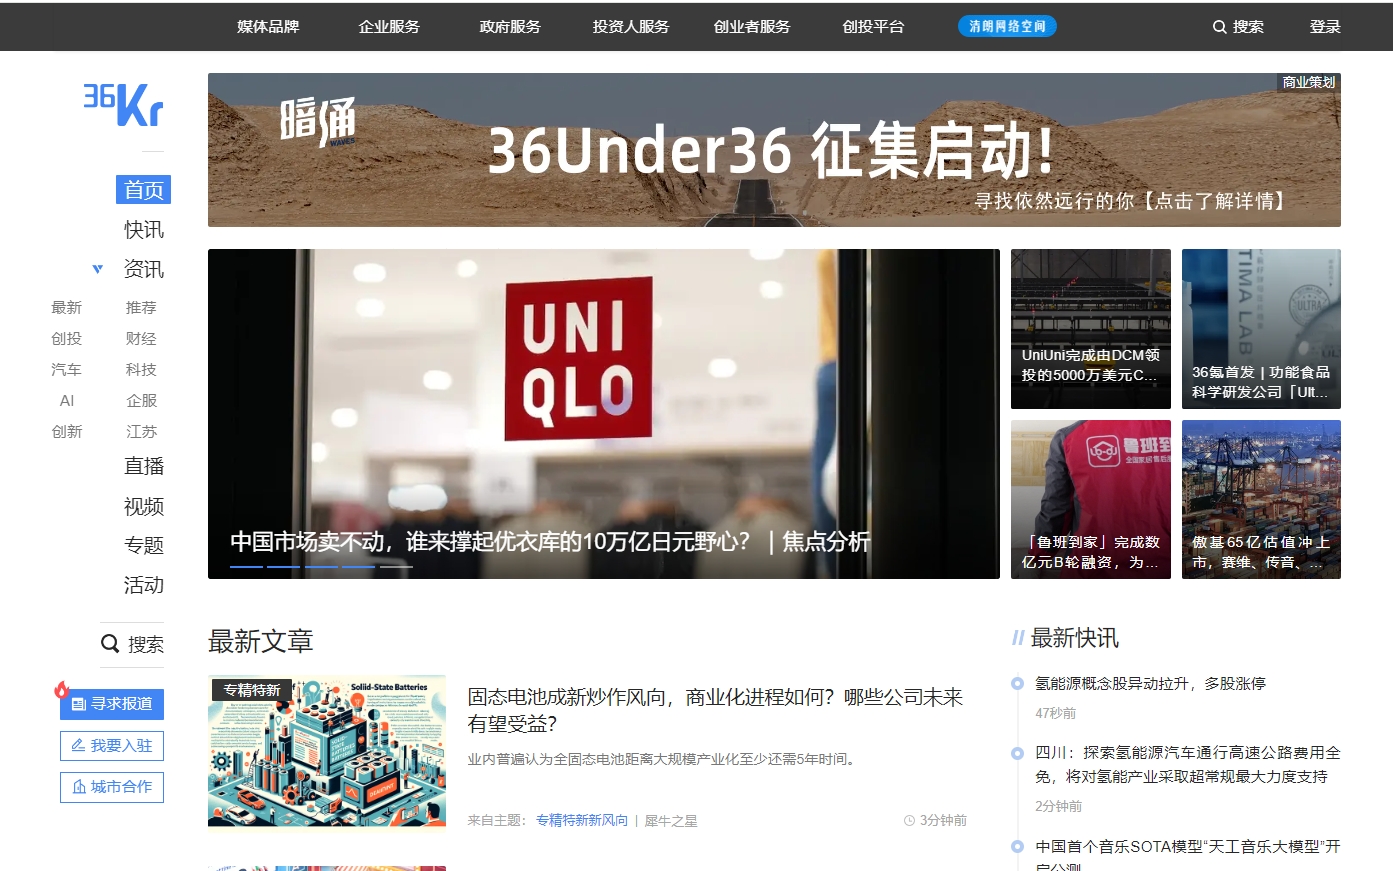 媒体品牌
企业服务
政府服务
投资人服务
创业者服务
创投平台
清朗网络空间
搜索
登录
36Kr
首页
快讯
资讯
最新
推荐
创投
财经
汽车
科技
AI
企服
创新
江苏
直播
视频
专题
活动
搜索
寻求报道
我要入驻
城市合作
商业策划
暗涌
WAVES
36Under36 征集启动!
寻找依然远行的你【点击了解详情】
UNI
QLO
中国市场卖不动，谁来撑起优衣库的10万亿日元野心？｜焦点分析
UniUni完成由DCM领
投的5000万美元C...
TIMA LAB
ULTRA
36氪首发 | 功能食品
科学研发公司「Ult...
鲁班到
全国家居售后
「鲁班到家」完成数
亿元B轮融资，为...
傲基65亿估值冲上
市，赛维、传音、...
最新文章
专精特新
Soliid-State Batteries
固态电池成新炒作风向，商业化进程如何？哪些公司未来
有望受益？
业内普遍认为全固态电池距离大规模产业化至少还需5年时间。
来自主题： 专精特新新风向 | 犀牛之星
3分钟前
最新快讯
氢能源概念股异动拉升，多股涨停
47秒前
四川：探索氢能源汽车通行高速公路费用全
免，将对氢能产业采取超常规最大力度支持
2分钟前
中国首个音乐SOTA模型“天工音乐大模型”开
启公测